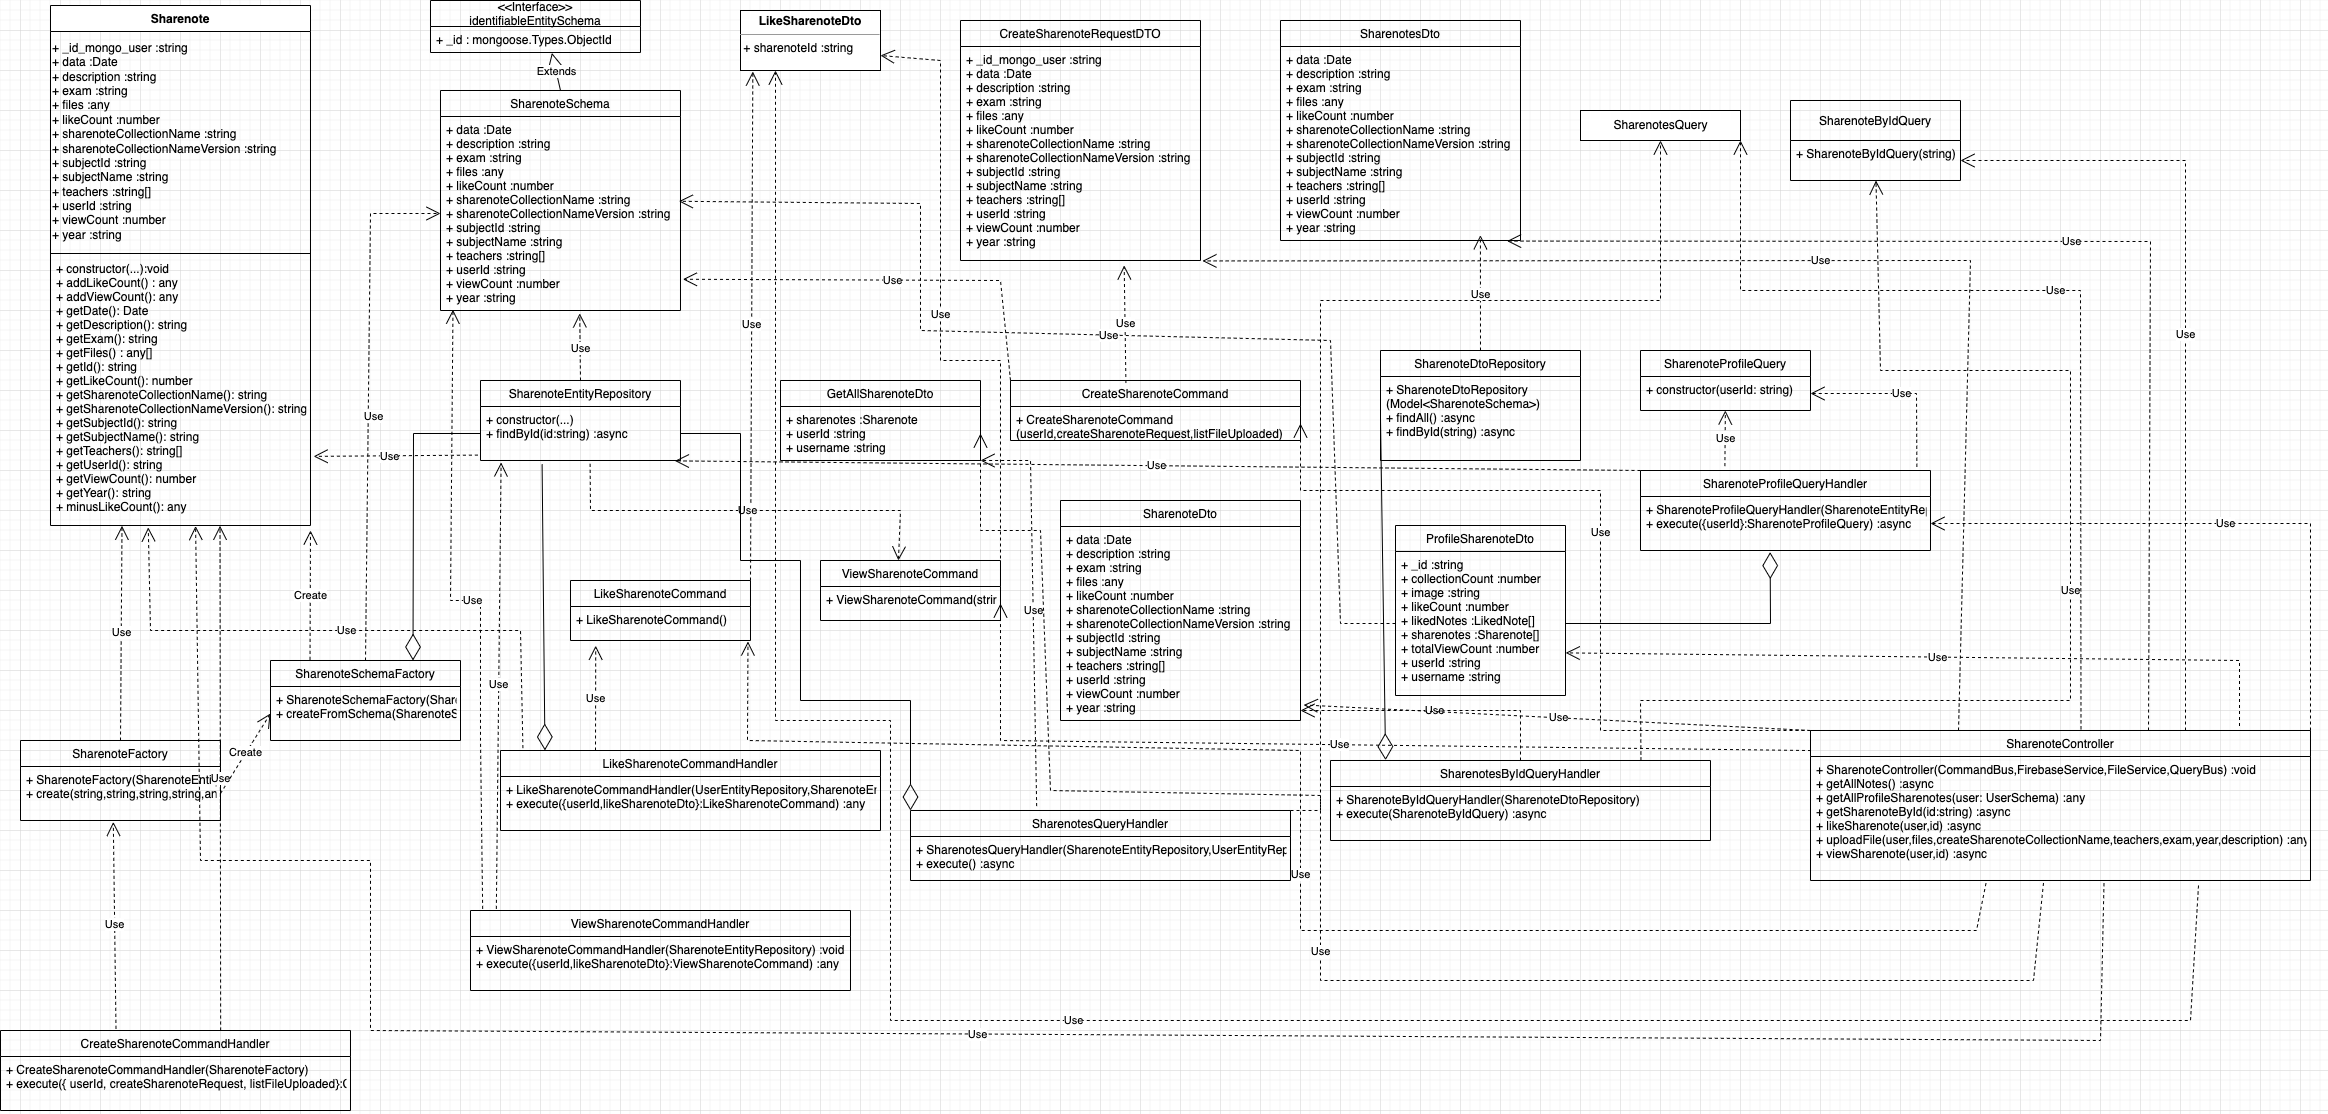 Sharenote
+ _id_mongo_user :string
+ data :Date
+ description :string
+ exam :string
+ files :any
+ likeCount :number
+ sharenoteCollectionName :string
+ sharenoteCollectionNameVersion :string
+ subjectId :string
+ subjectName :string
+ teachers :string[]
+ userId :string
+ viewCount :number
+ year :string
+ constructor(...):void
+ addLikeCount() : any
+ addViewCount(): any
+ getDate(): Date
+ getDescription(): string
+ getExam(): string
+ getFiles() : any[]
+ getId(): string
+ getLikeCount(): number
+ getSharenoteCollectionName(): string
+ getSharenoteCollectionNameVersion(): string
+ getSubjectId(): string
+ getSubjectName(): string
+ getTeachers(): string[]
+ getUserId(): string
+ getViewCount(): number
+ getYear(): string
+ minusLikeCount(): any
<<Interface>>
identifiableEntitySchema
+ _id : mongoose.Types.ObjectId
Extends
SharenoteSchema
+ data :Date
+ description :string
+ exam :string
+ files :any
+ likeCount :number
+ sharenoteCollectionName :string
+ sharenoteCollectionNameVersion :string
+ subjectId :string
+ subjectName :string
+ teachers :string[]
+ userId :string
+ viewCount :number
+ year :string
LikeSharenoteDto
+ sharenoteId :string
CreateSharenoteRequestDTO
+ _id_mongo_user :string
+ data :Date
+ description :string
+ exam :string
+ files :any
+ likeCount :number
+ sharenoteCollectionName :string
+ sharenoteCollectionNameVersion :string
+ subjectId :string
+ subjectName :string
+ teachers :string[]
+ userId :string
+ viewCount :number
+ year :string
SharenotesDto
+ data :Date
+ description :string
+ exam :string
+ files :any
+ likeCount :number
+ sharenoteCollectionName :string
+ sharenoteCollectionNameVersion :string
+ subjectId :string
+ subjectName :string
+ teachers :string[]
+ userId :string
+ viewCount :number
+ year :string
SharenotesQuery
SharenoteByIdQuery
+ SharenoteByIdQuery(string)
Use
Use
Use
Use
Use
Use
Use
Use
Use
Use
Use
Use
SharenoteEntityRepository
+ constructor(...)
+ findById(id:string) :async
GetAllSharenoteDto
+ sharenotes :Sharenote
+ userId :string
+ username :string
CreateSharenoteCommand
+ CreateSharenoteCommand
(userId,createSharenoteRequest,listFileUploaded)
SharenoteDtoRepository
+ SharenoteDtoRepository
(Model<SharenoteSchema>)
+ findAll() :async
+ findById(string) :async
SharenoteProfileQuery
+ constructor(userId: string)
Use
Use
Use
Use
Use
SharenoteProfileQueryHandler
+ SharenoteProfileQueryHandler(SharenoteEntityRe
+ execute({userId}:SharenoteProfileQuery) :async
Use
Use
Use
SharenoteDto
+ data :Date
+ description :string
+ exam :string
+ files :any
+ likeCount :number
+ sharenoteCollectionName :string
+ sharenoteCollectionNameVersion :string
+ subjectId :string
+ subjectName :string
+ teachers :string[]
+ userId :string
+ viewCount :number
+ year :string
ProfileSharenoteDto
+ _id :string
+ collectionCount :number
+ image :string
+ likeCount :number
+ likedNotes :LikedNote[]
+ sharenotes :Sharenote[]
+ totalViewCount :number
+ userId :string
+ username :string
ViewSharenoteCommand
+ ViewSharenoteCommand(strir
LikeSharenoteCommand
+ LikeSharenoteCommand()
Create
Use
Use
Use
Use
Use
Use
Use
Use
Use
Use
Use
SharenoteSchemaFactory
+ SharenoteSchemaFactory(Shar
+ createFromSchema(SharenoteS
SharenoteFactory
+ SharenoteFactory(SharenoteEnti
+ create(string,string,string,string,an
Create
Use
LikeSharenoteCommandHandler
+ LikeSharenoteCommandHandler(UserEntityRepository,SharenoteEr
+ execute({userId,likeSharenoteDto}:LikeSharenoteCommand) :any
SharenotesQueryHandler
+ SharenotesQueryHandler(SharenoteEntityRepository,UserEntityRep
+ execute() :async
SharenotesByIdQueryHandler
+ SharenoteByIdQueryHandler(SharenoteDtoRepository)
+ execute(SharenoteByIdQuery) :async
SharenoteController
+ SharenoteController(CommandBus,FirebaseService,FileService,QueryBus) :void
+ getAllNotes() :async
+ getAllProfileSharenotes(user: UserSchema) :any
+ getSharenoteById(id:string) :async
+ likeSharenote(user,id) :async
+ uploadFile(user,files,createSharenoteCollectionName,teachers,exam,year,description) :any
+ viewSharenote(user,id) :async
Use
Use
Use
ViewSharenoteCommandHandler
+ ViewSharenoteCommandHandler(SharenoteEntityRepository) :void
+ execute({userId,likeSharenoteDto}:ViewSharenoteCommand) :any
Use
Use
CreateSharenoteCommandHandler
+ CreateSharenoteCommandHandler(SharenoteFactory)
+ execute({ userId, createSharenoteRequest, listFileUploaded}:C